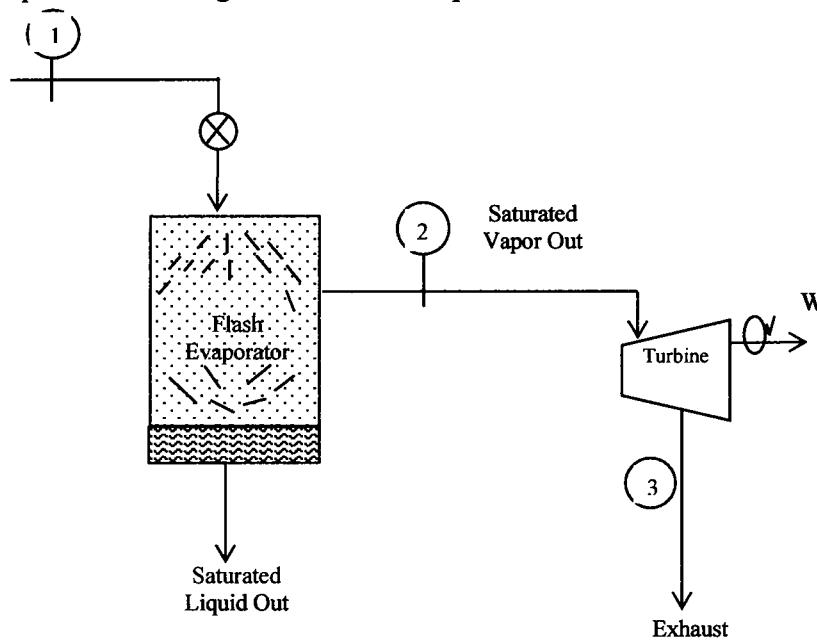 1
2
Saturated
Vapor Out
W
Flash
Evaporator
Turbine
3
Saturated
Liquid Out
Exhaust